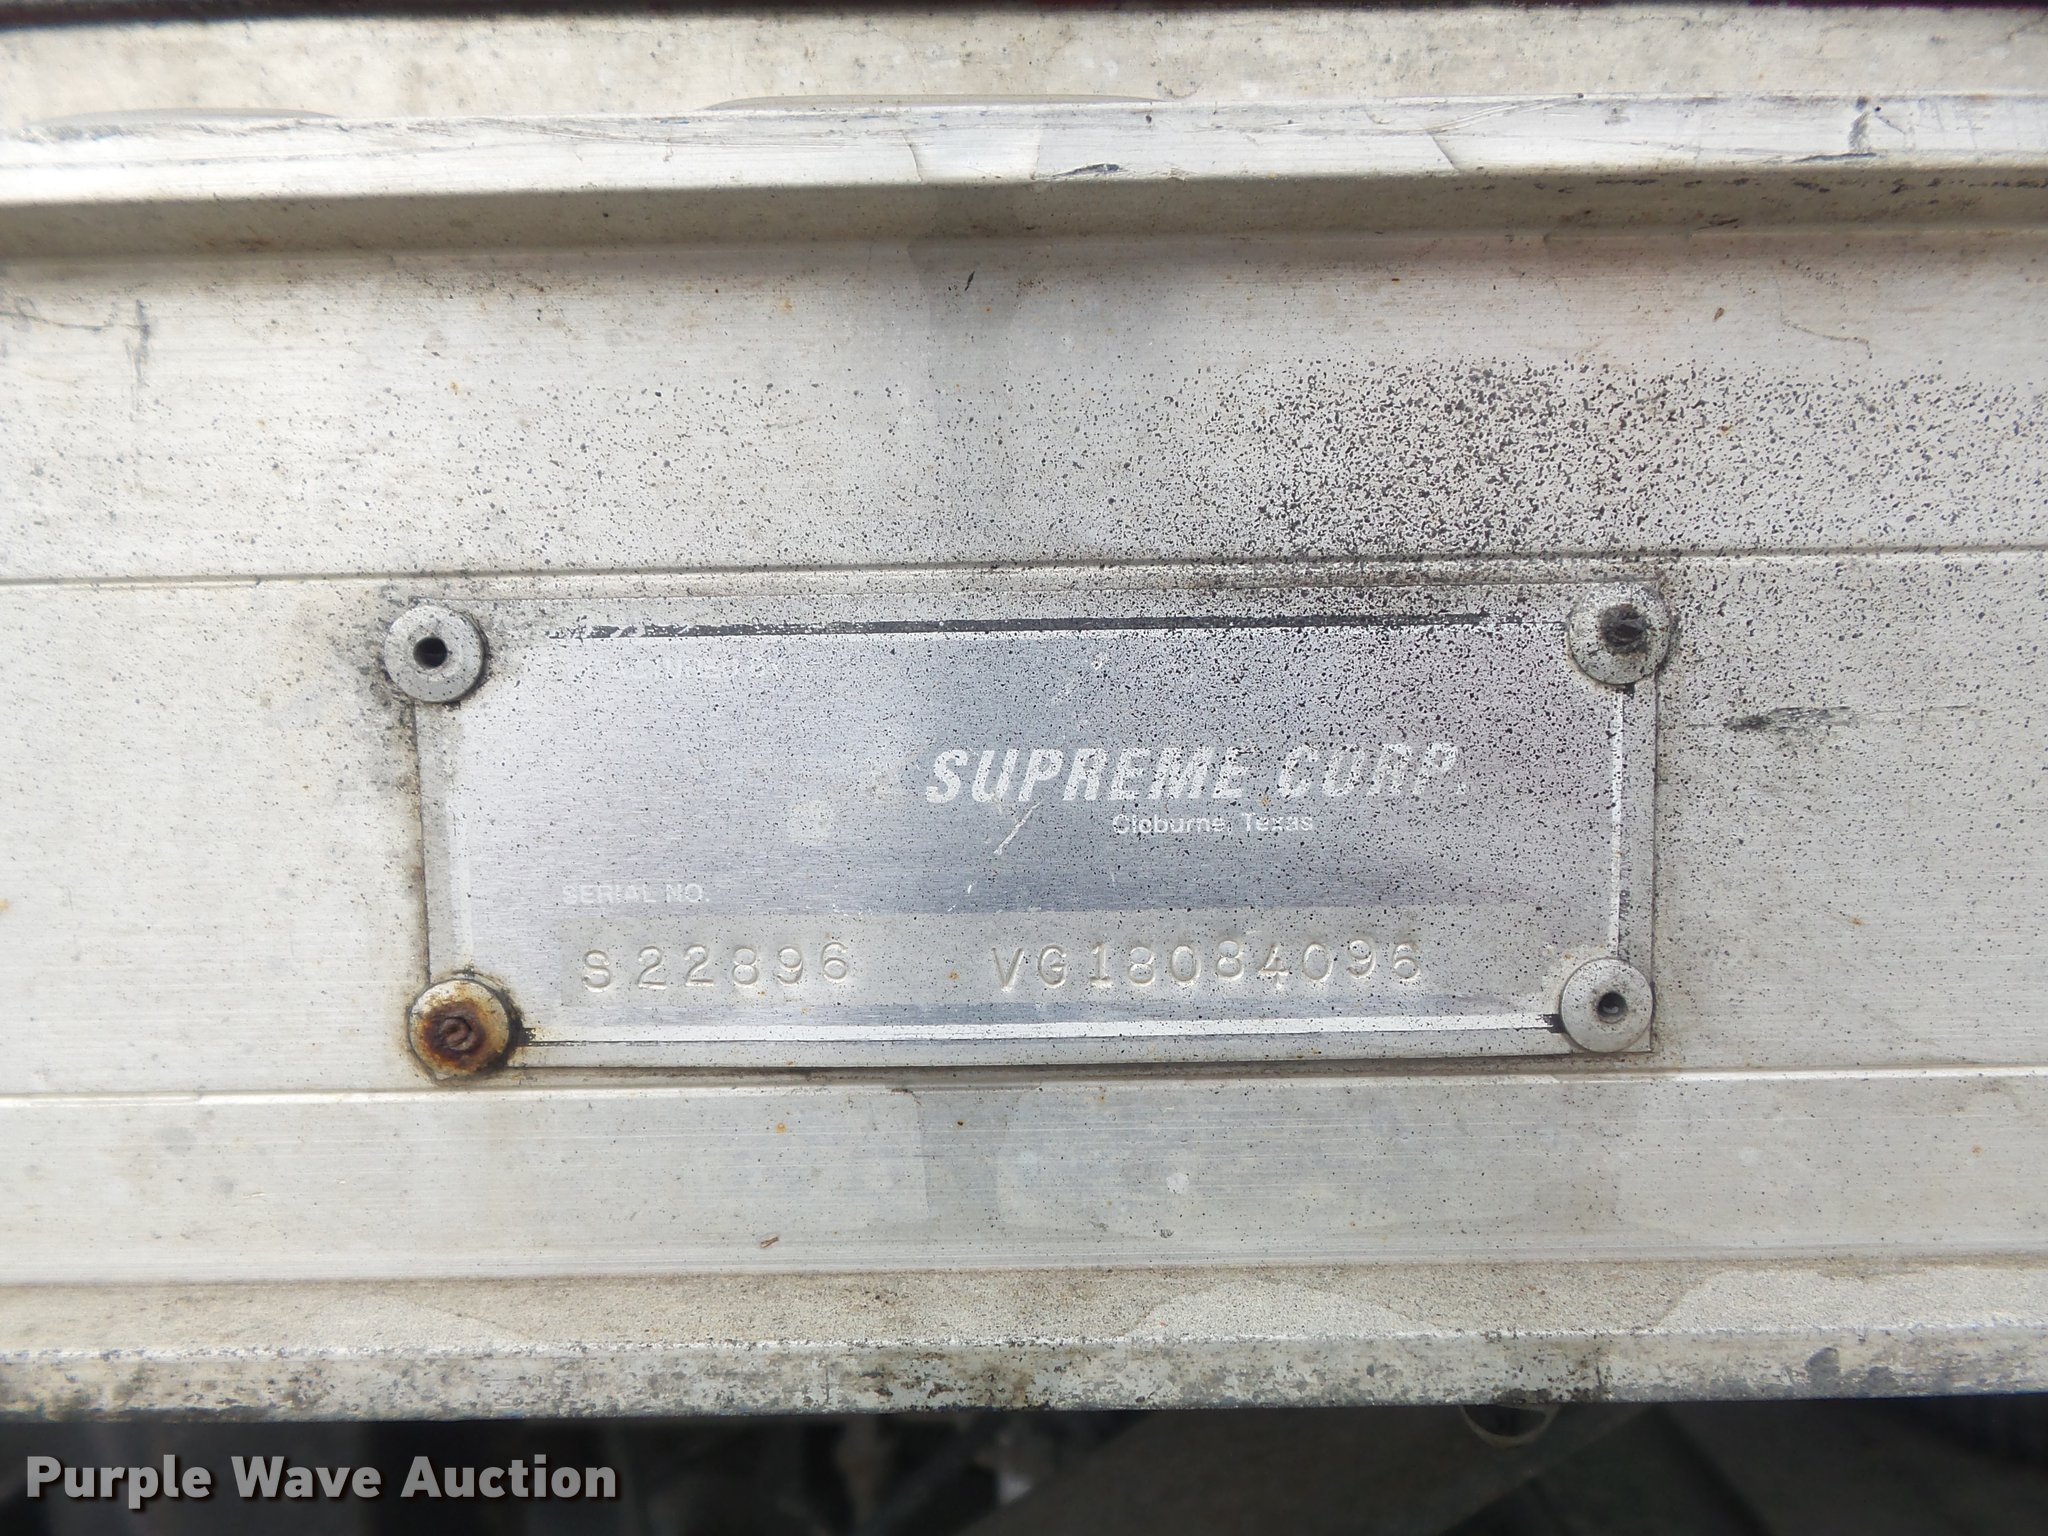 SUPREME CORP.
Cleburne, Texas
SERIAL NO.
S22896 VG18084096
Purple Wave Auction